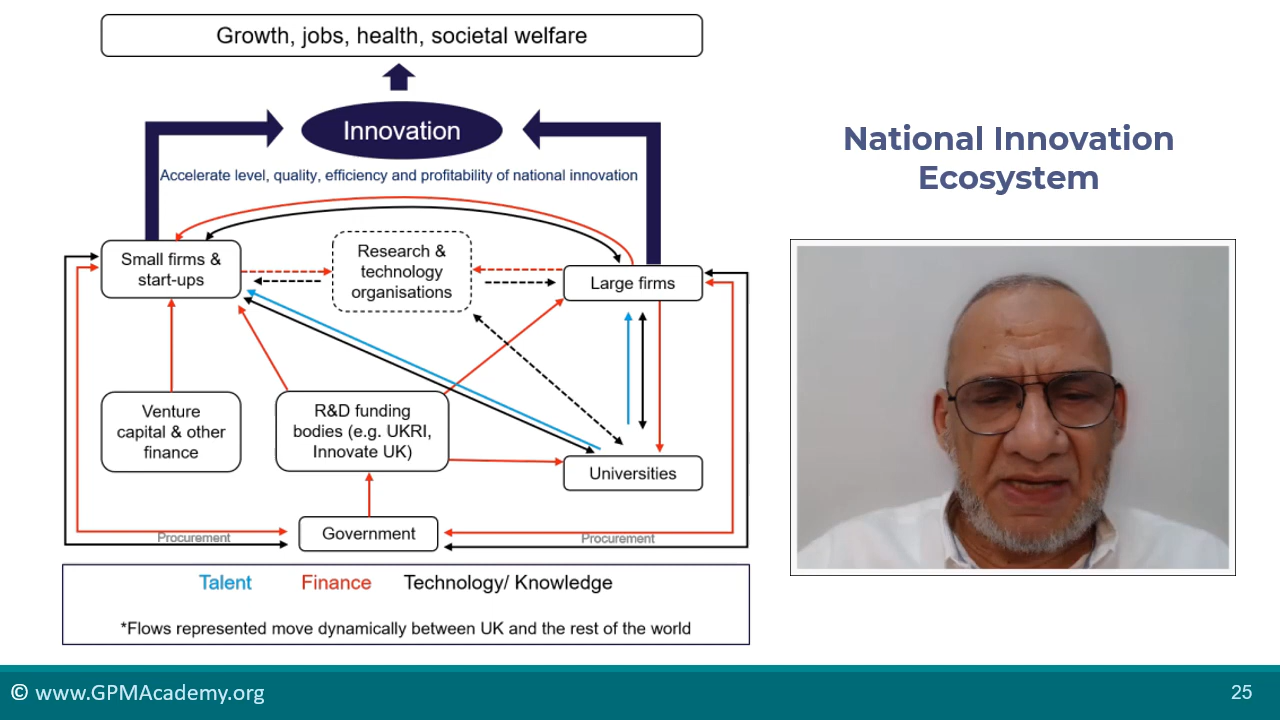 Growth, jobs, health, societal welfare
Innovation
Accelerate level, quality, efficiency and profitability of national innovation
Small firms &
start-ups
Research &
technology
organisations
Large firms
Venture
capital & other
finance
R&D funding
bodies (e.g. UKRI,
Innovate UK)
Universities
Government
Procurement
Procurement
Talent Finance Technology/ Knowledge
*Flows represented move dynamically between UK and the rest of the world
National Innovation
Ecosystem
© www.GPMAcademy.org
25